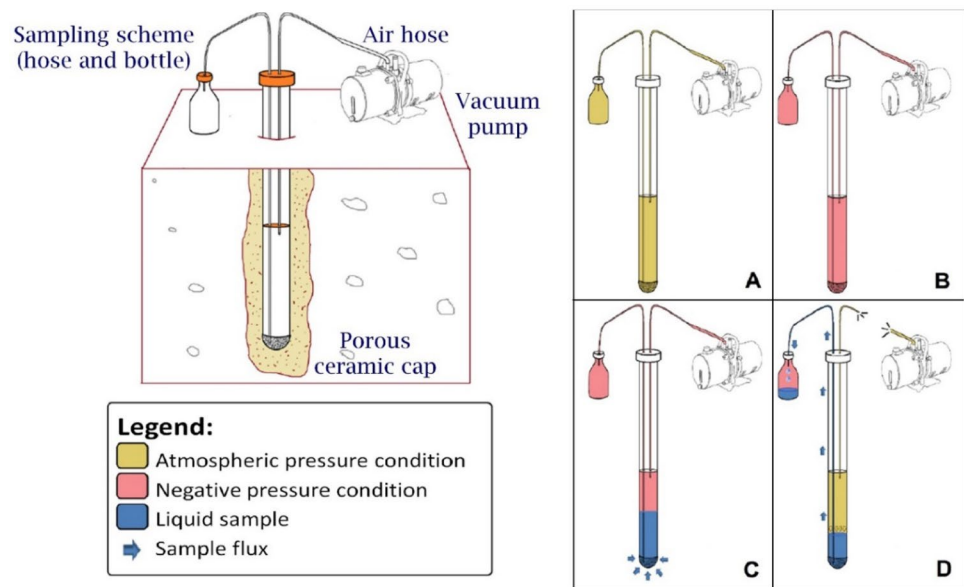 Sampling scheme
(hose and bottle)
Air hose
Vacuum
pump
Porous
ceramic cap
Legend:
Atmospheric pressure condition
Negative pressure condition
Liquid sample
Sample flux
A
B
C
D